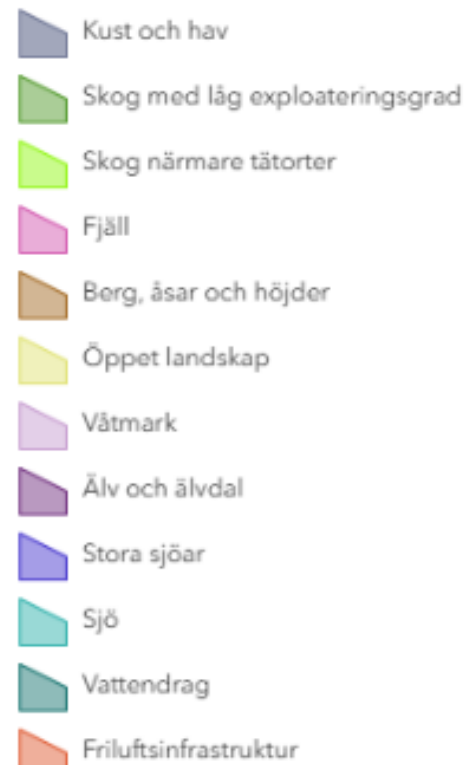 Kust och hav
Skog med låg exploateringsgrad
Skog närmare tätorter
Fjäll
Berg, åsar och höjder
Öppet landskap
Våtmark
Älv och älvdal
Stora sjöar
Sjö
Vattendrag
Friluftsinfrastruktur